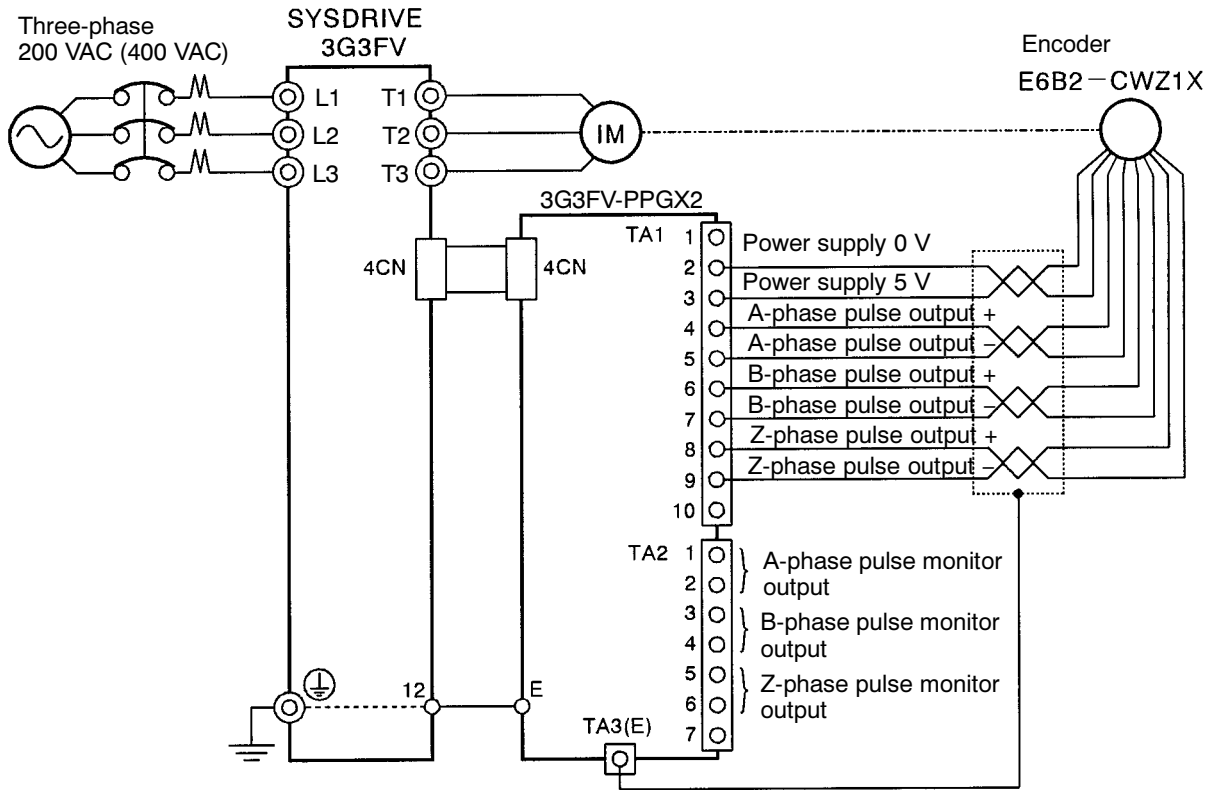 Three-phase
200 VAC (400 VAC)
SYSDRIVE
3G3FV
Encoder
E6B2-CWZ1X
L1
T1
L2
T2
L3
T3
IM
3G3FV-PPGX2
4CN
4CN
TA1
1
Power supply 0 V
2
Power supply 5 V
3
A-phase pulse output +
4
A-phase pulse output –
5
B-phase pulse output +
6
B-phase pulse output –
7
Z-phase pulse output +
8
Z-phase pulse output –
9
10
TA2
1
A-phase pulse monitor
output
2
3
B-phase pulse monitor
output
4
5
Z-phase pulse monitor
output
6
7
12
E
TA3(E)